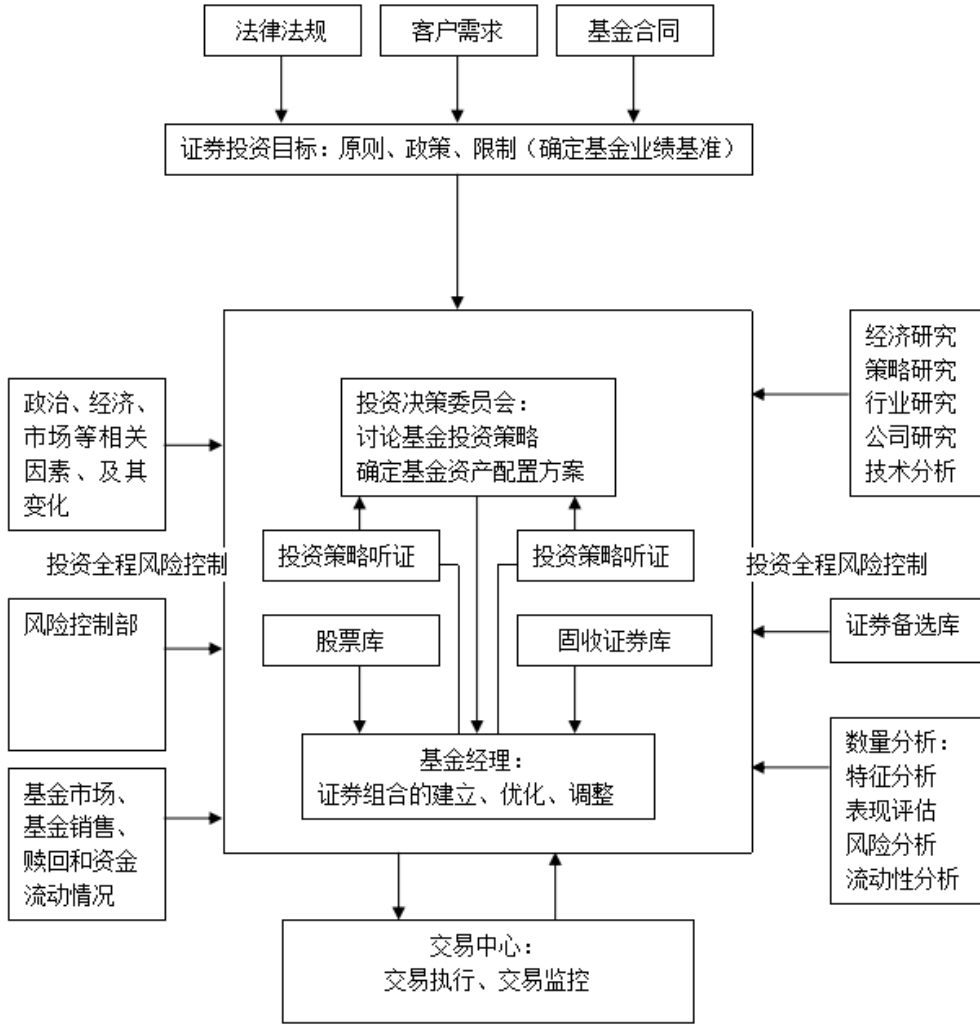 法律法规
客户需求
基金合同
证券投资目标：原则、政策、限制（确定基金业绩基准）
政治、经济、
市场等相关
因素、及其
变化
投资决策委员会：
讨论基金投资策略
确定基金资产配置方案
经济研究
策略研究
行业研究
公司研究
技术分析
投资全程风险控制
投资策略听证
投资策略听证
投资全程风险控制
风险控制部
股票库
固收证券库
证券备选库
基金经理：
证券组合的建立、优化、调整
基金市场、
基金销售、
赎回和资金
流动情况
数量分析：
特征分析
表现评估
风险分析
流动性分析
交易中心：
交易执行、交易监控